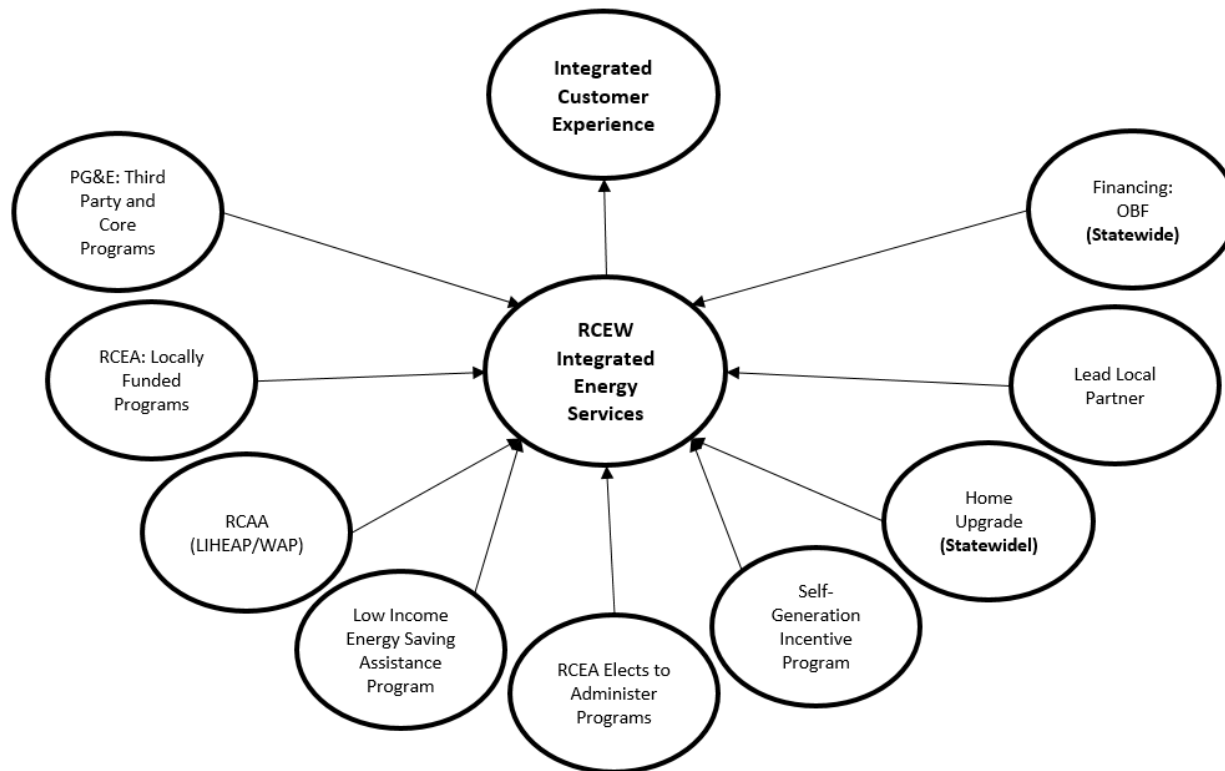 Integrated
Customer
Experience
PG&E: Third
Party and
Core
Programs
Financing:
OBF
(Statewide)
RCEA: Locally
Funded
Programs
RCEW
Integrated
Energy
Services
Lead Local
Partner
RCAA
(LIHEAP/WAP)
Home
Upgrade
(Statewidel)
Low Income
Energy Saving
Assistance
Program
RCEA Elects to
Administer
Programs
Self-
Generation
Incentive
Program